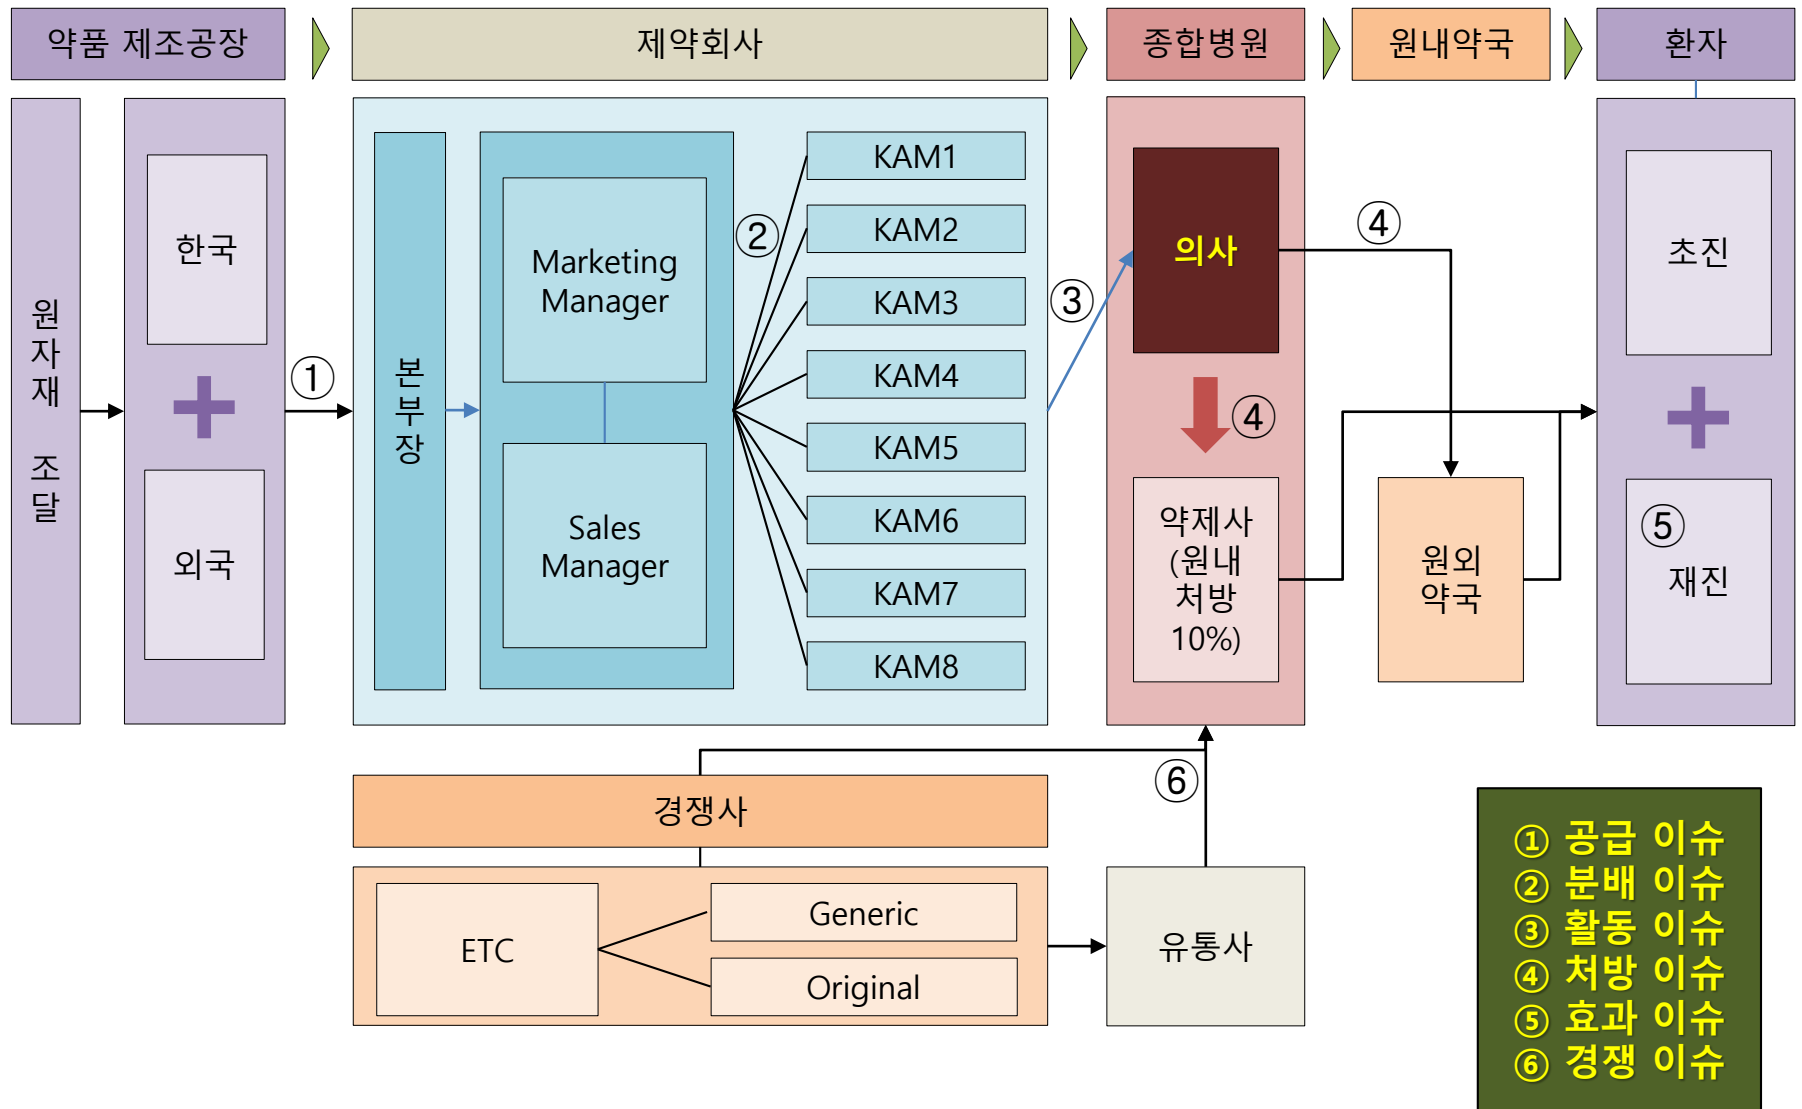 약품 제조공장
제약회사
종합병원
원내약국
환자
원
자
재
조
달
한국
외국
①
본
부
장
Marketing
Manager
Sales
Manager
②
KAM1
KAM2
KAM3
KAM4
KAM5
KAM6
KAM7
KAM8
③
의사
④
④
약제사
(원내
처방
10%)
원외
약국
초진
⑤
재진
⑥
경쟁사
ETC
Generic
Original
유통사
① 공급 이슈
② 분배 이슈
③ 활동 이슈
④ 처방 이슈
⑤ 효과 이슈
⑥ 경쟁 이슈